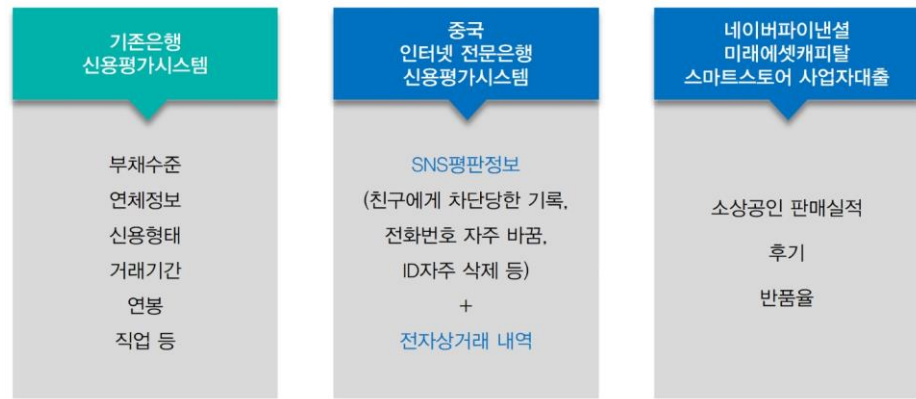 기존은행
신용평가시스템
부채수준
연체정보
신용형태
거래기간
연봉
직업 등
중국
인터넷 전문은행
신용평가시스템
SNS평판정보
(친구에게 차단당한 기록,
전화번호 자주 바꿈,
ID자주 삭제 등)
+
전자상거래 내역
네이버파이낸셜
미래에셋캐피탈
스마트스토어 사업자대출
소상공인 판매실적
후기
반품율